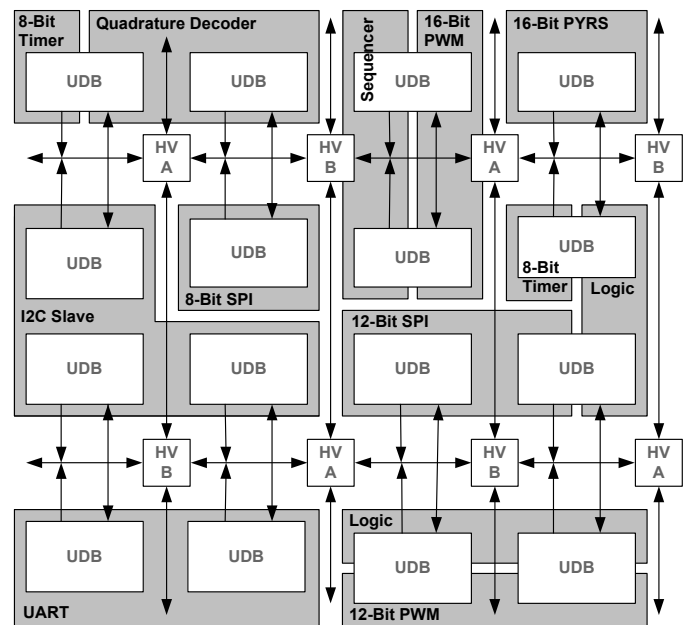 8-Bit
Timer
Quadrature Decoder
Sequencer
16-Bit
PWM
16-Bit PYRS
UDB
UDB
UDB
UDB
HV
A
HV
B
HV
A
HV
B
UDB
UDB
UDB
UDB
8-Bit SPI
8-Bit
Timer
Logic
I2C Slave
12-Bit SPI
UDB
UDB
UDB
UDB
HV
B
HV
A
HV
B
HV
A
Logic
UDB
UDB
UDB
UDB
UART
12-Bit PWM